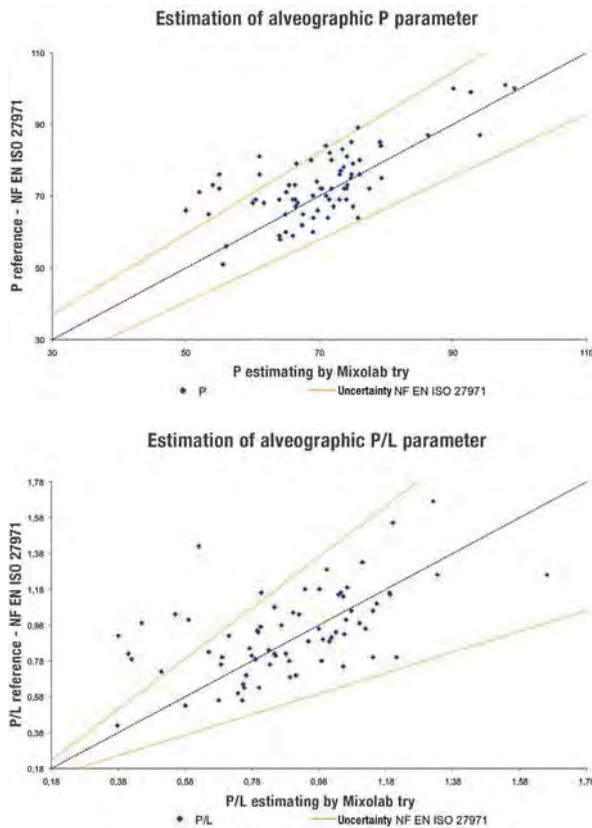 Estimation of alveographic P parameter
P reference - NF EN ISO 27971
110
90
70
50
30
30 50 70 90 110
P estimating by Mixolab try
P Uncertainty NF EN ISO 27971
Estimation of alveographic P/L parameter
P/L reference - NF EN ISO 27971
1,78
1,58
1,38
1,18
0,98
0,78
0,58
0,38
0,18
0,18 0,38 0,58 0,78 0,98 1,18 1,38 1,58 1,78
P/L estimating by Mixolab try
P/L Uncertainty NF EN ISO 27971